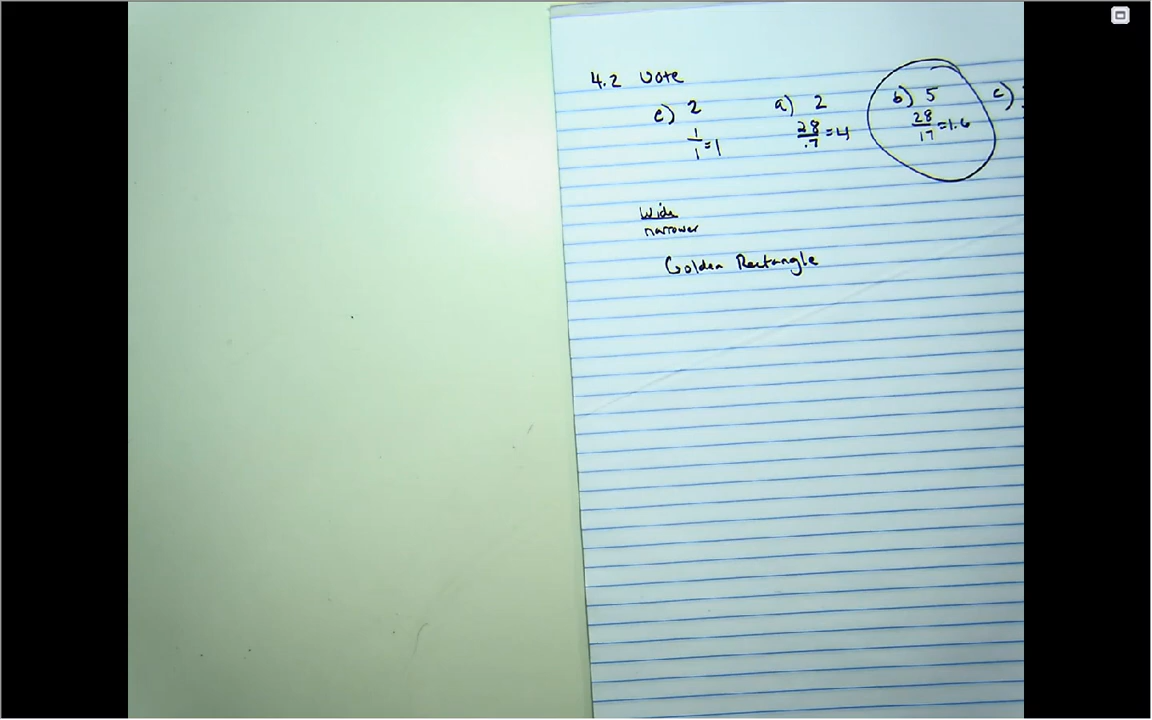 4.2 Vote
c) 2 a) 2 b) 5 c)
1/1 = 1 28/.7 = 4 28/17 = 1.6
Wide
narrower
Golden Rectangle